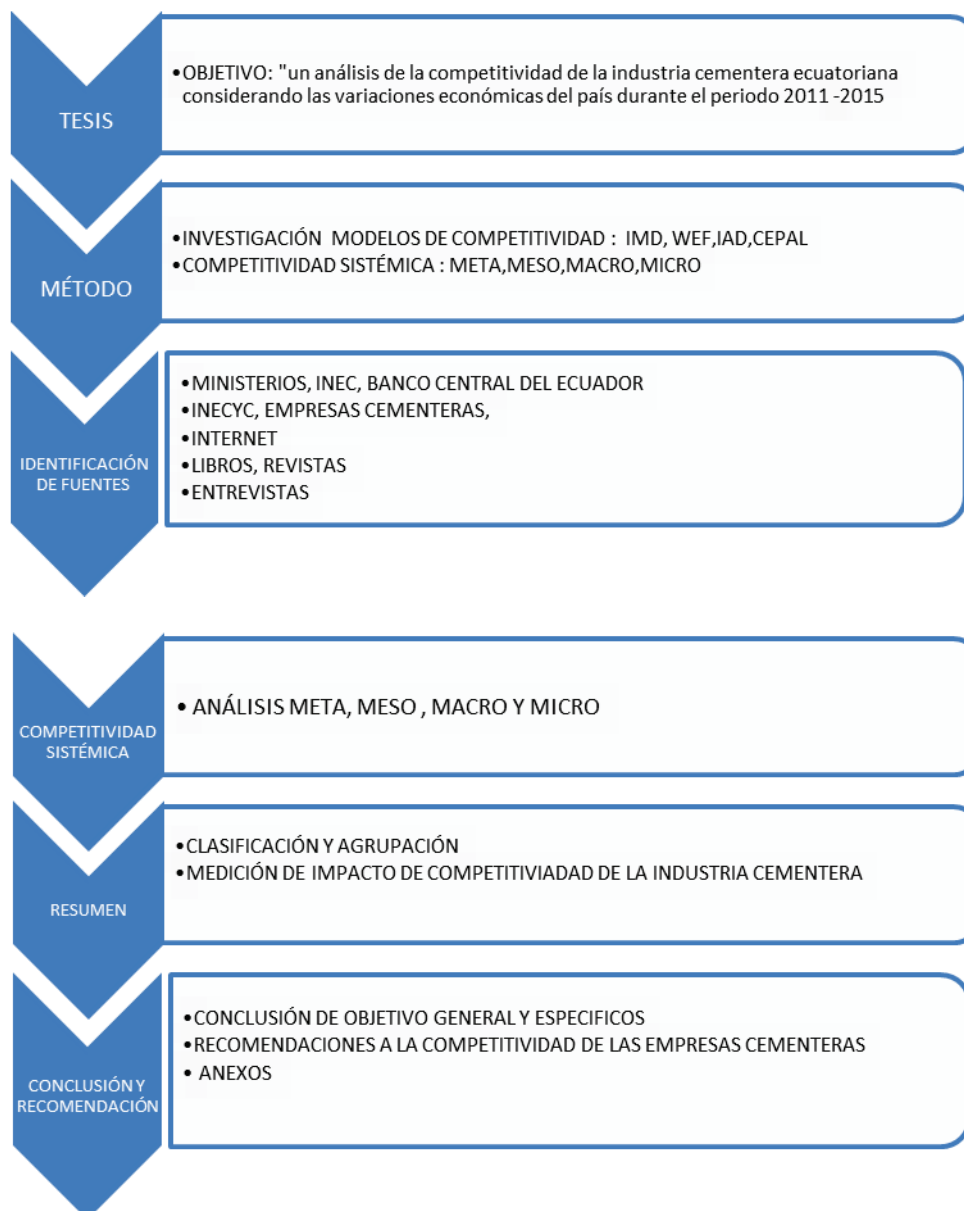 TESIS
•OBJETIVO: "un análisis de la competitividad de la industria cementera ecuatoriana
considerando las variaciones económicas del país durante el periodo 2011 -2015
MÉTODO
•INVESTIGACIÓN MODELOS DE COMPETITIVIDAD : IMD, WEF,IAD,CEPAL
•COMPETITIVIDAD SISTÉMICA : META,MESO,MACRO,MICRO
IDENTIFICACIÓN
DE FUENTES
•MINISTERIOS, INEC, BANCO CENTRAL DEL ECUADOR
•INECYC, EMPRESAS CEMENTERAS,
•INTERNET
•LIBROS, REVISTAS
•ENTREVISTAS
COMPETITIVIDAD
SISTÉMICA
• ANÁLISIS META, MESO , MACRO Y MICRO
RESUMEN
•CLASIFICACIÓN Y AGRUPACIÓN
•MEDICIÓN DE IMPACTO DE COMPETITIVIADAD DE LA INDUSTRIA CEMENTERA
CONCLUSIÓN Y
RECOMENDACIÓN
•CONCLUSIÓN DE OBJETIVO GENERAL Y ESPECIFICOS
•RECOMENDACIONES A LA COMPETITIVIDAD DE LAS EMPRESAS CEMENTERAS
• ANEXOS